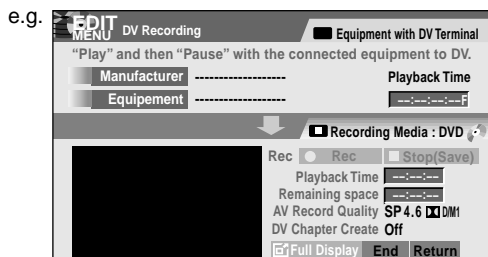 e.g.
EDIT
MENU DV Recording
Equipment with DV Terminal
“Play” and then “Pause” with the connected equipment to DV.
Manufacturer -------------------
Playback Time
Equipement -------------------
--:--:--:--F
Recording Media : DVD
Rec Rec Stop(Save)
Playback Time --:--:--
Remaining space --:--:--
AV Record Quality SP 4.6 D/M1
DV Chapter Create Off
Full Display End Return